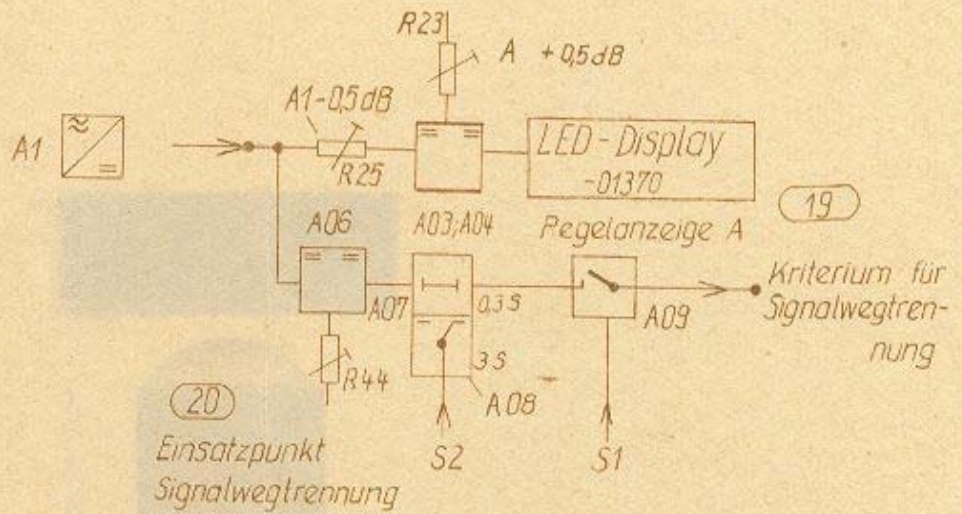 R23
A +0,5dB
A1-0,5dB
A1
R25
LED-Display
-01370
19
A06
A03;A04
Pegelanzeige A
A07
0,3 S
A09
Kriterium für
Signalwegtren-
nung
R44
3 S
A08
20
S2
S1
Einsatzpunkt
Signalwegtrennung